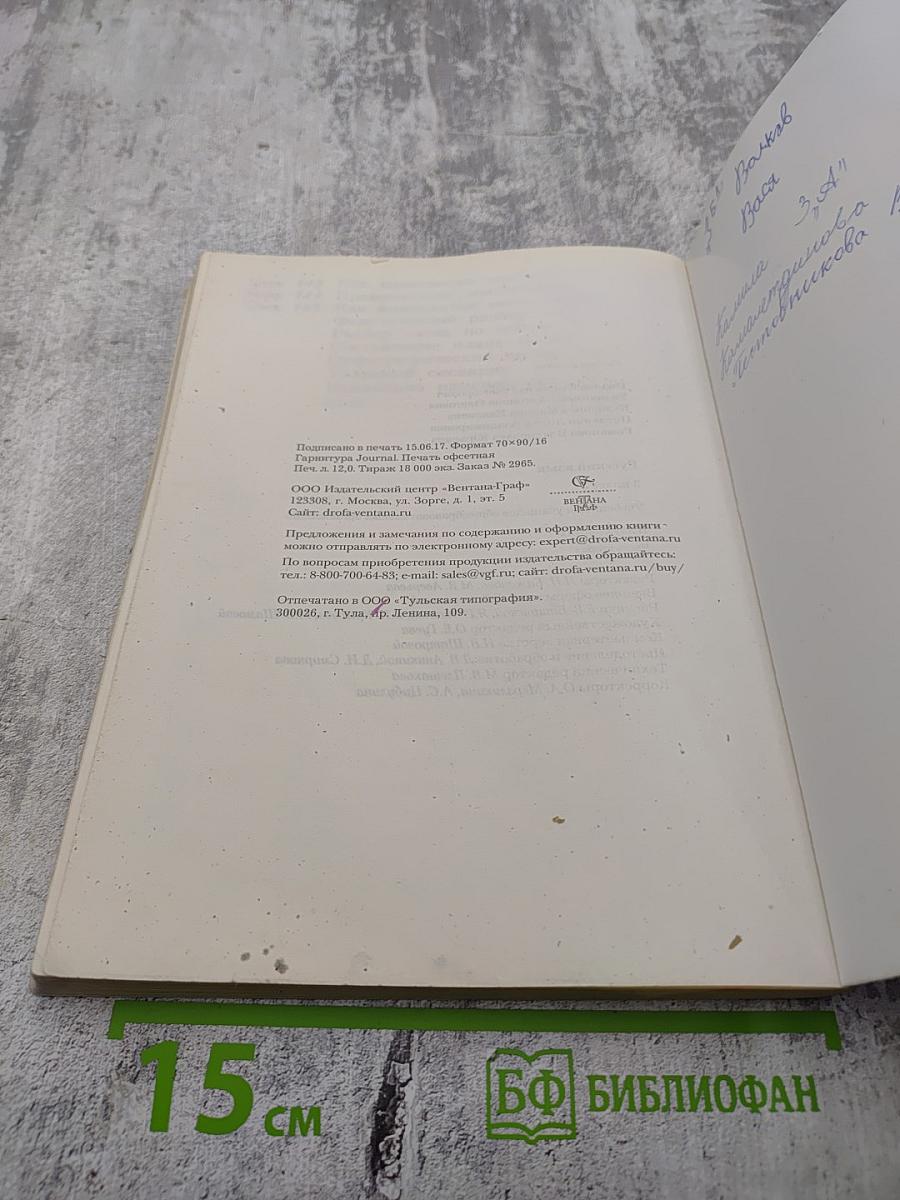 Подписано в печать 15.06.17. Формат 70×90/16
Гарнитура Journal. Печать офсетная
Печ. л. 12,0. Тираж 18 000 экз. Заказ № 2965.
ООО Издательский центр «Вентана-Граф»
123308, г. Москва, ул. Зорге, д. 1, эт. 5
Сайт: drofa-ventana.ru
ВЕНТАНА
ГРАФ
Предложения и замечания по содержанию и оформлению книги
можно отправлять по электронному адресу: expert@drofa-ventana.ru
По вопросам приобретения продукции издательства обращайтесь:
тел.: 8-800-700-64-83; e-mail: sales@vgf.ru; сайт: drofa-ventana.ru/buy/
Отпечатано в ООО «Тульская типография».
300026, г. Тула, пр. Ленина, 109.
Волков
Вася
3 "А"
Камила
15 см
БФ БИБЛИОФАН